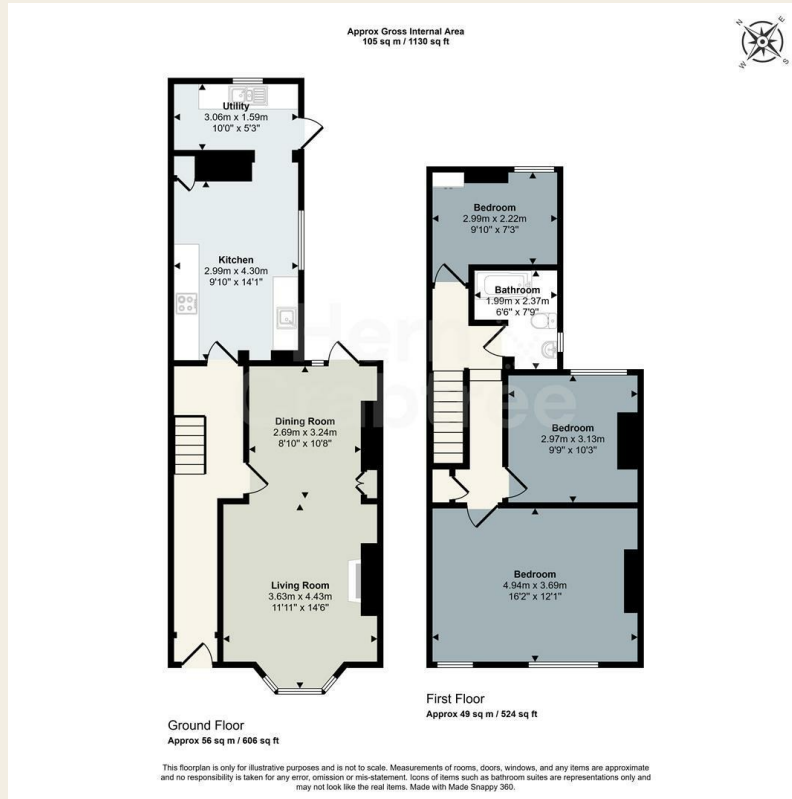 Approx Gross Internal Area
105 sq m / 1130 sq ft
N
E
S
W
Utility
3.06m x 1.59m
10'0" x 5'3"
Kitchen
2.99m x 4.30m
9'10" x 14'1"
Dining Room
2.69m x 3.24m
8'10" x 10'8"
Living Room
3.63m x 4.43m
11'11" x 14'6"
Ground Floor
Approx 56 sq m / 606 sq ft
Bedroom
2.99m x 2.22m
9'10" x 7'3"
Bathroom
1.99m x 2.37m
6'6" x 7'9"
Bedroom
2.97m x 3.13m
9'9" x 10'3"
Bedroom
4.94m x 3.69m
16'2" x 12'1"
First Floor
Approx 49 sq m / 524 sq ft
Hern
Crabtree
This floorplan is only for illustrative purposes and is not to scale. Measurements of rooms, doors, windows, and any items are approximate
and no responsibility is taken for any error, omission or mis-statement. Icons of items such as bathroom suites are representations only and
may not look like the real items. Made with Made Snappy 360.